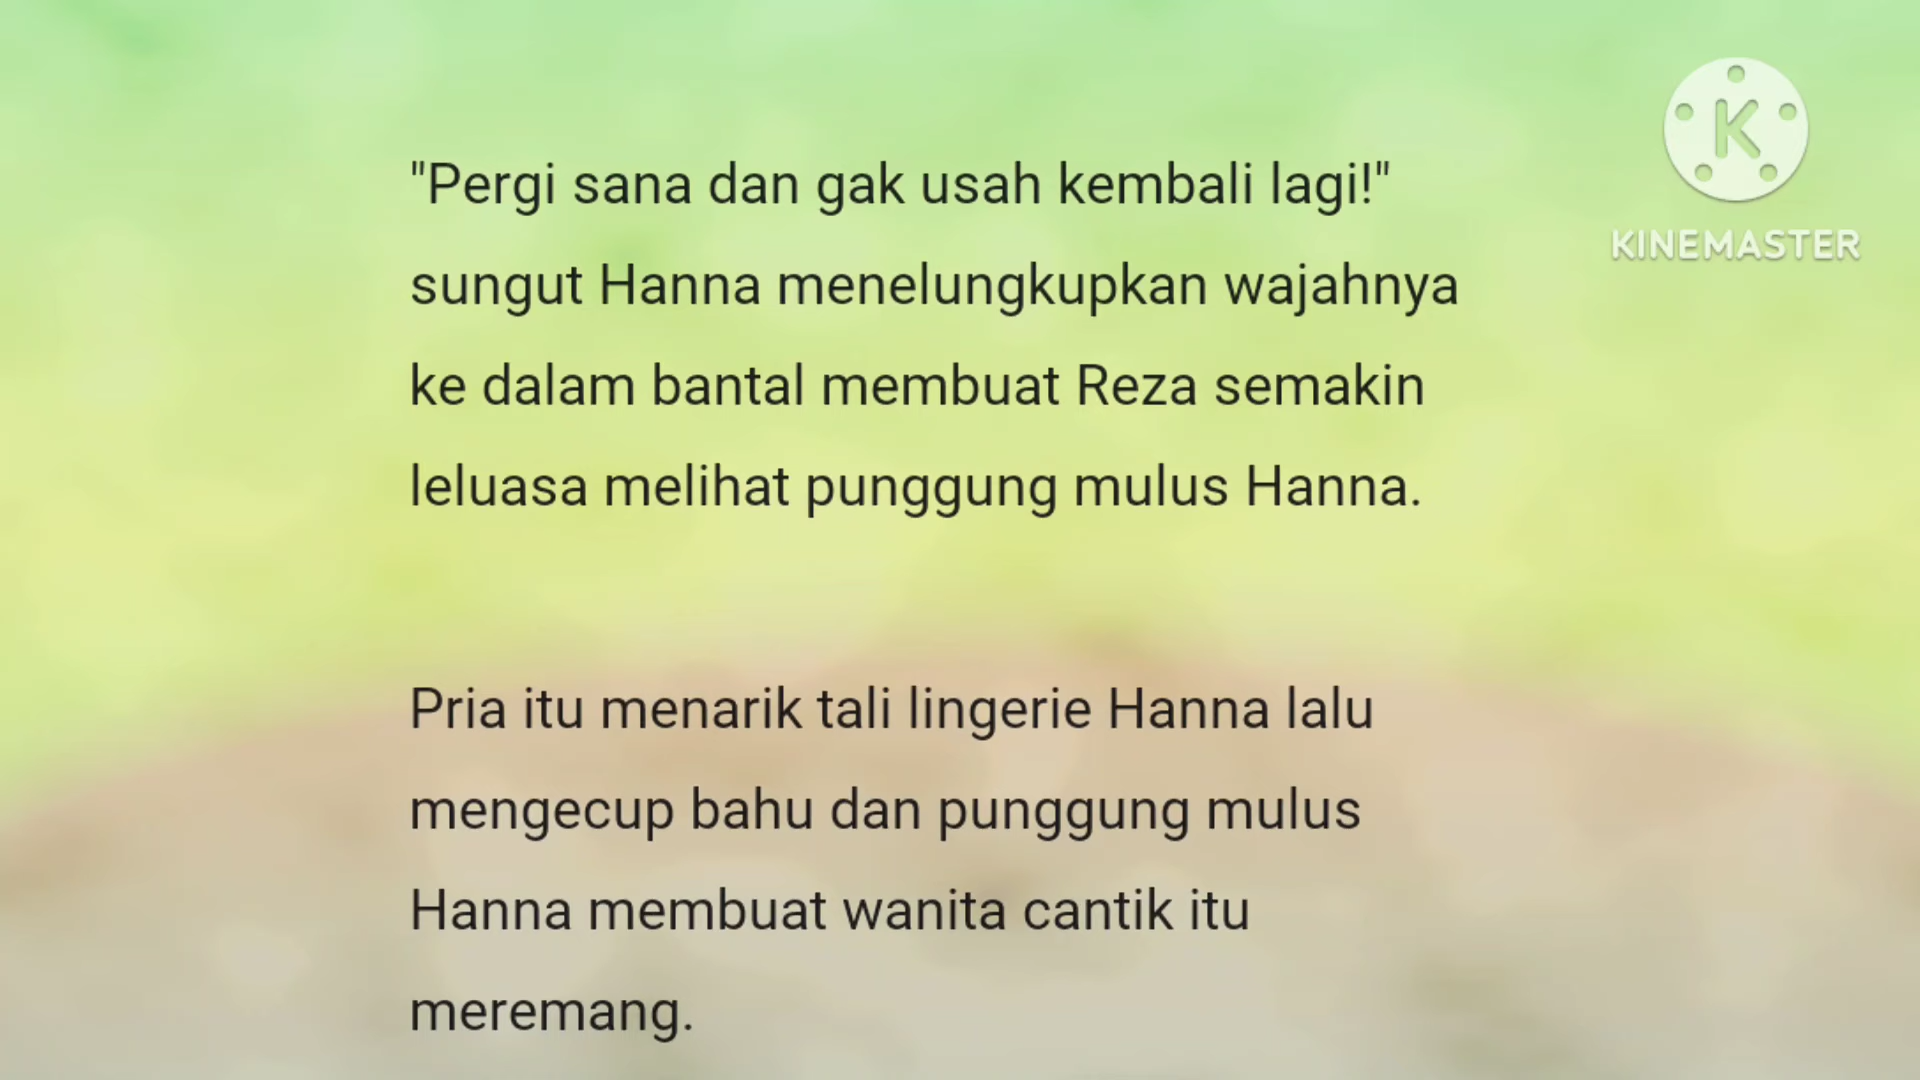 "Pergi sana dan gak usah kembali lagi!"
sungut Hanna menelungkupkan wajahnya
ke dalam bantal membuat Reza semakin
leluasa melihat punggung mulus Hanna.
Pria itu menarik tali lingerie Hanna lalu
mengecup bahu dan punggung mulus
Hanna membuat wanita cantik itu
meremang.
K
KINEMASTER